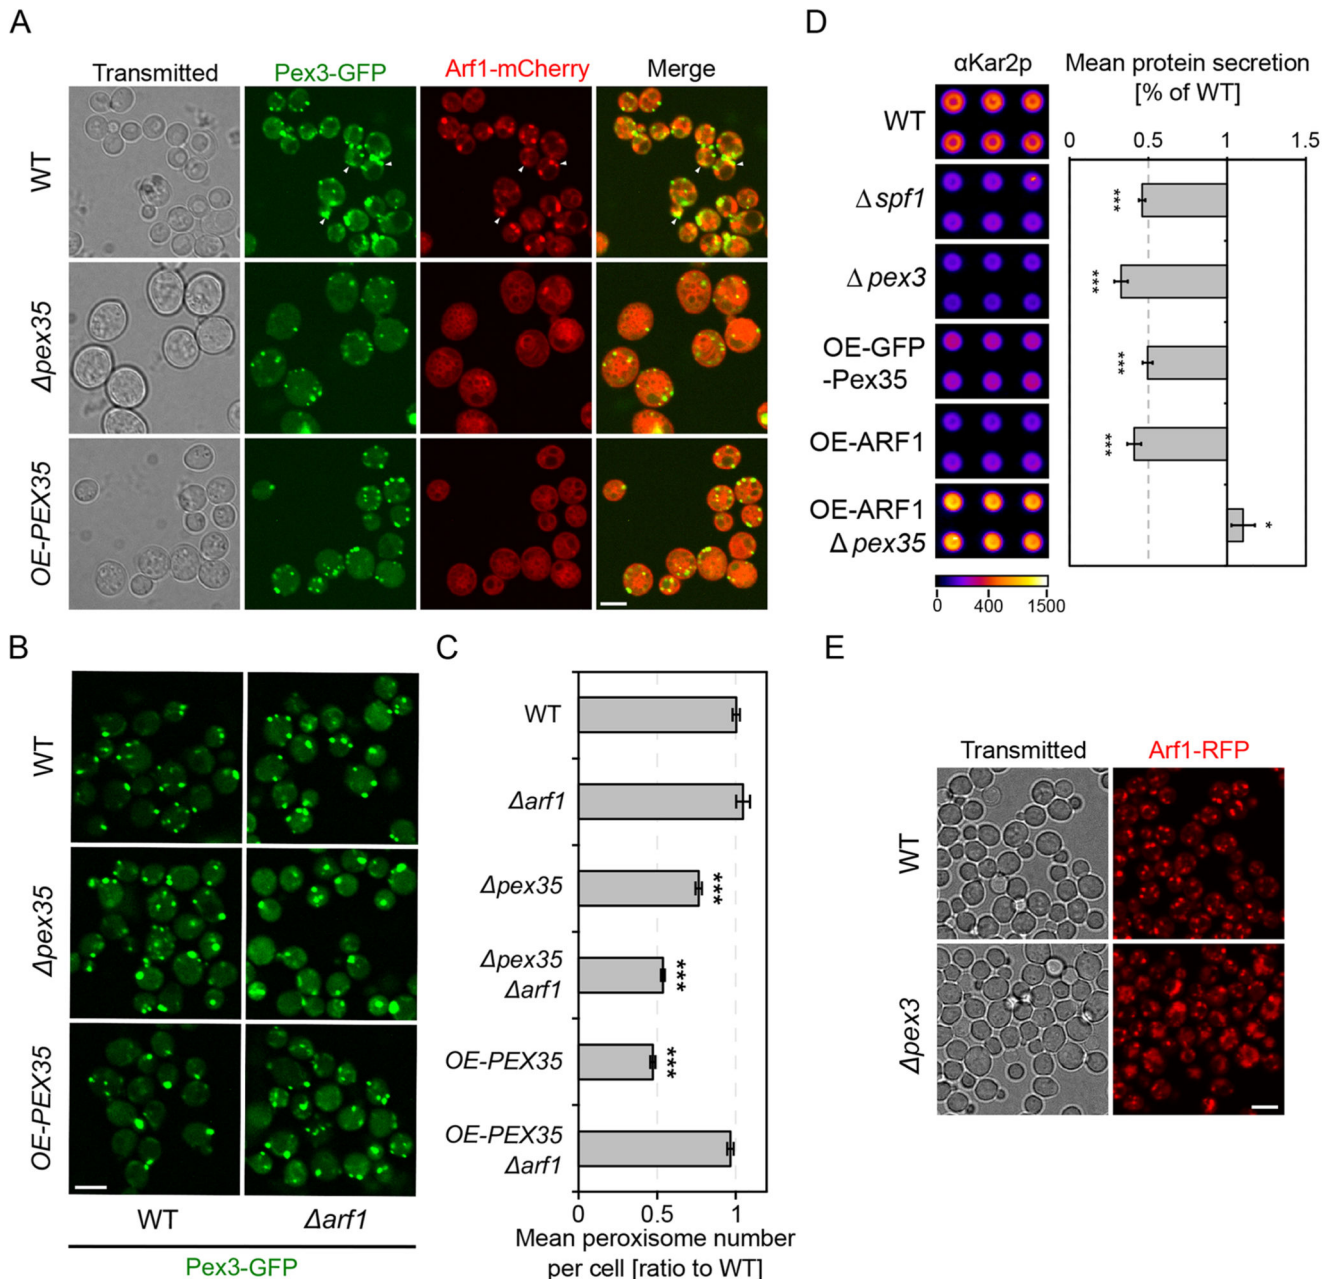 A
Transmitted
Pex3-GFP
Arf1-mCherry
Merge
WT
Δpex35
OE-PEX35
B
WT
Δpex35
OE-PEX35
WT
Δarf1
Pex3-GFP
C
WT
Δarf1
Δpex35
***
Δpex35
Δarf1
***
OE-PEX35
***
OE-PEX35
Δarf1
0
0.5
1
Mean peroxisome number
per cell [ratio to WT]
D
αKar2p
Mean protein secretion
[% of WT]
0
0.5
1
1.5
WT
Δspf1
***
Δpex3
***
OE-GFP
-Pex35
***
OE-ARF1
***
OE-ARF1
Δpex35
*
0
400
1500
E
Transmitted
Arf1-RFP
WT
Δpex3